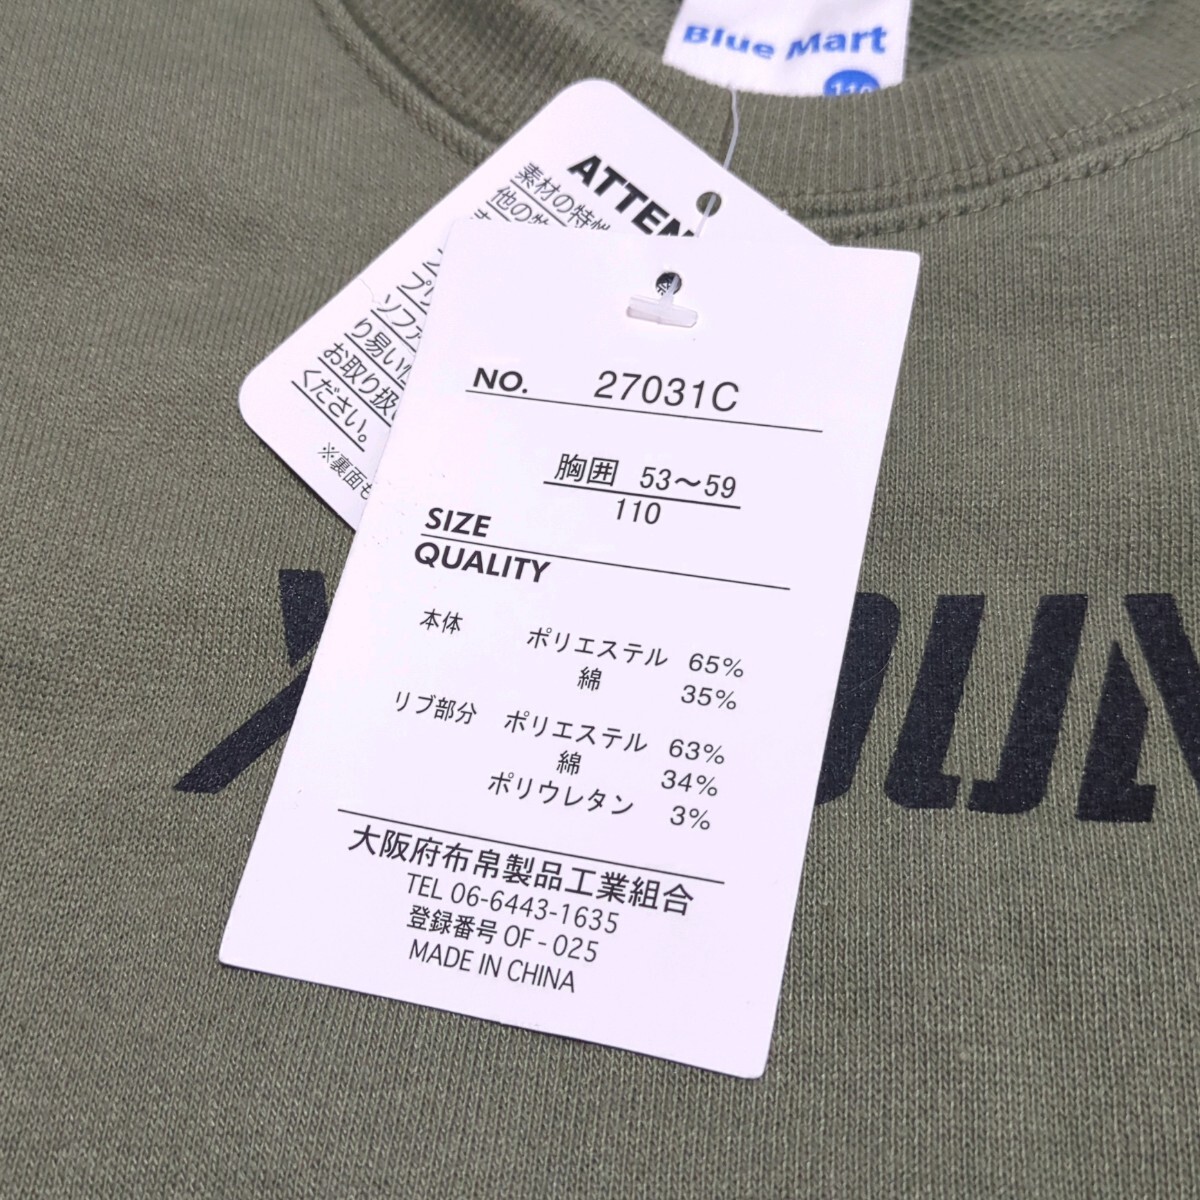 Blue Mart
110
ATTEN
素材の特性
他の
ソファ
り易い
お取り扱い
ください。
※裏面も
NO. 27031C
胸囲 53〜59
110
SIZE
QUALITY
本体 ポリエステル 65%
綿 35%
リブ部分 ポリエステル 63%
綿 34%
ポリウレタン 3%
大阪府布帛製品工業組合
TEL 06-6443-1635
登録番号 OF-025
MADE IN CHINA